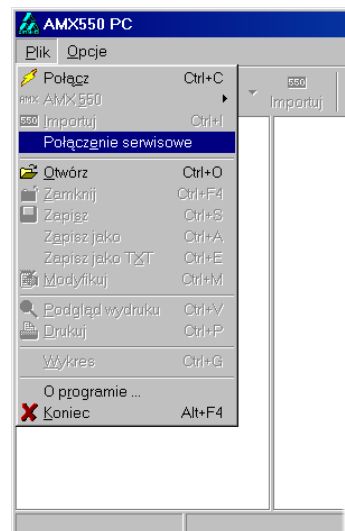 AMX550 PC
Plik Opcje
Połącz Ctrl+C
AMX AMX 550
550 Importuj Ctrl+I
Połączenie serwisowe
Otwórz Ctrl+O
Zamknij Ctrl+F4
Zapisz Ctrl+S
Zapisz jako Ctrl+A
Zapisz jako TXT Ctrl+E
Modyfikuj Ctrl+M
Podgląd wydruku Ctrl+V
Drukuj Ctrl+P
Wykres Ctrl+G
O programie ...
Koniec Alt+F4
550
Importuj